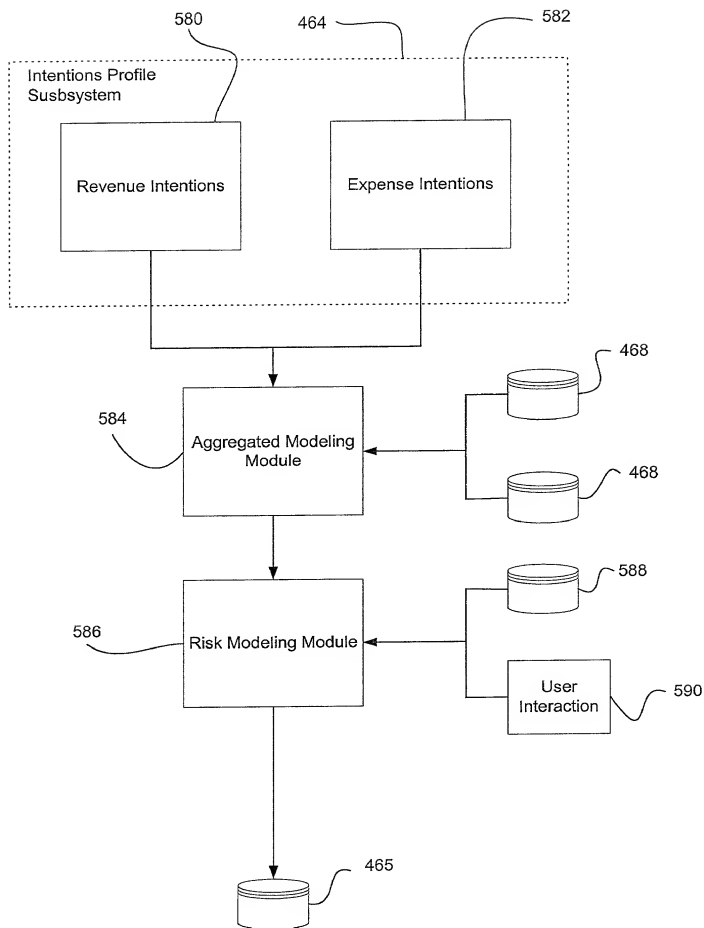 580
464
582
Intentions Profile
Susbsystem
Revenue Intentions
Expense Intentions
468
584
Aggregated Modeling
Module
468
588
586
Risk Modeling Module
User
Interaction
590
465